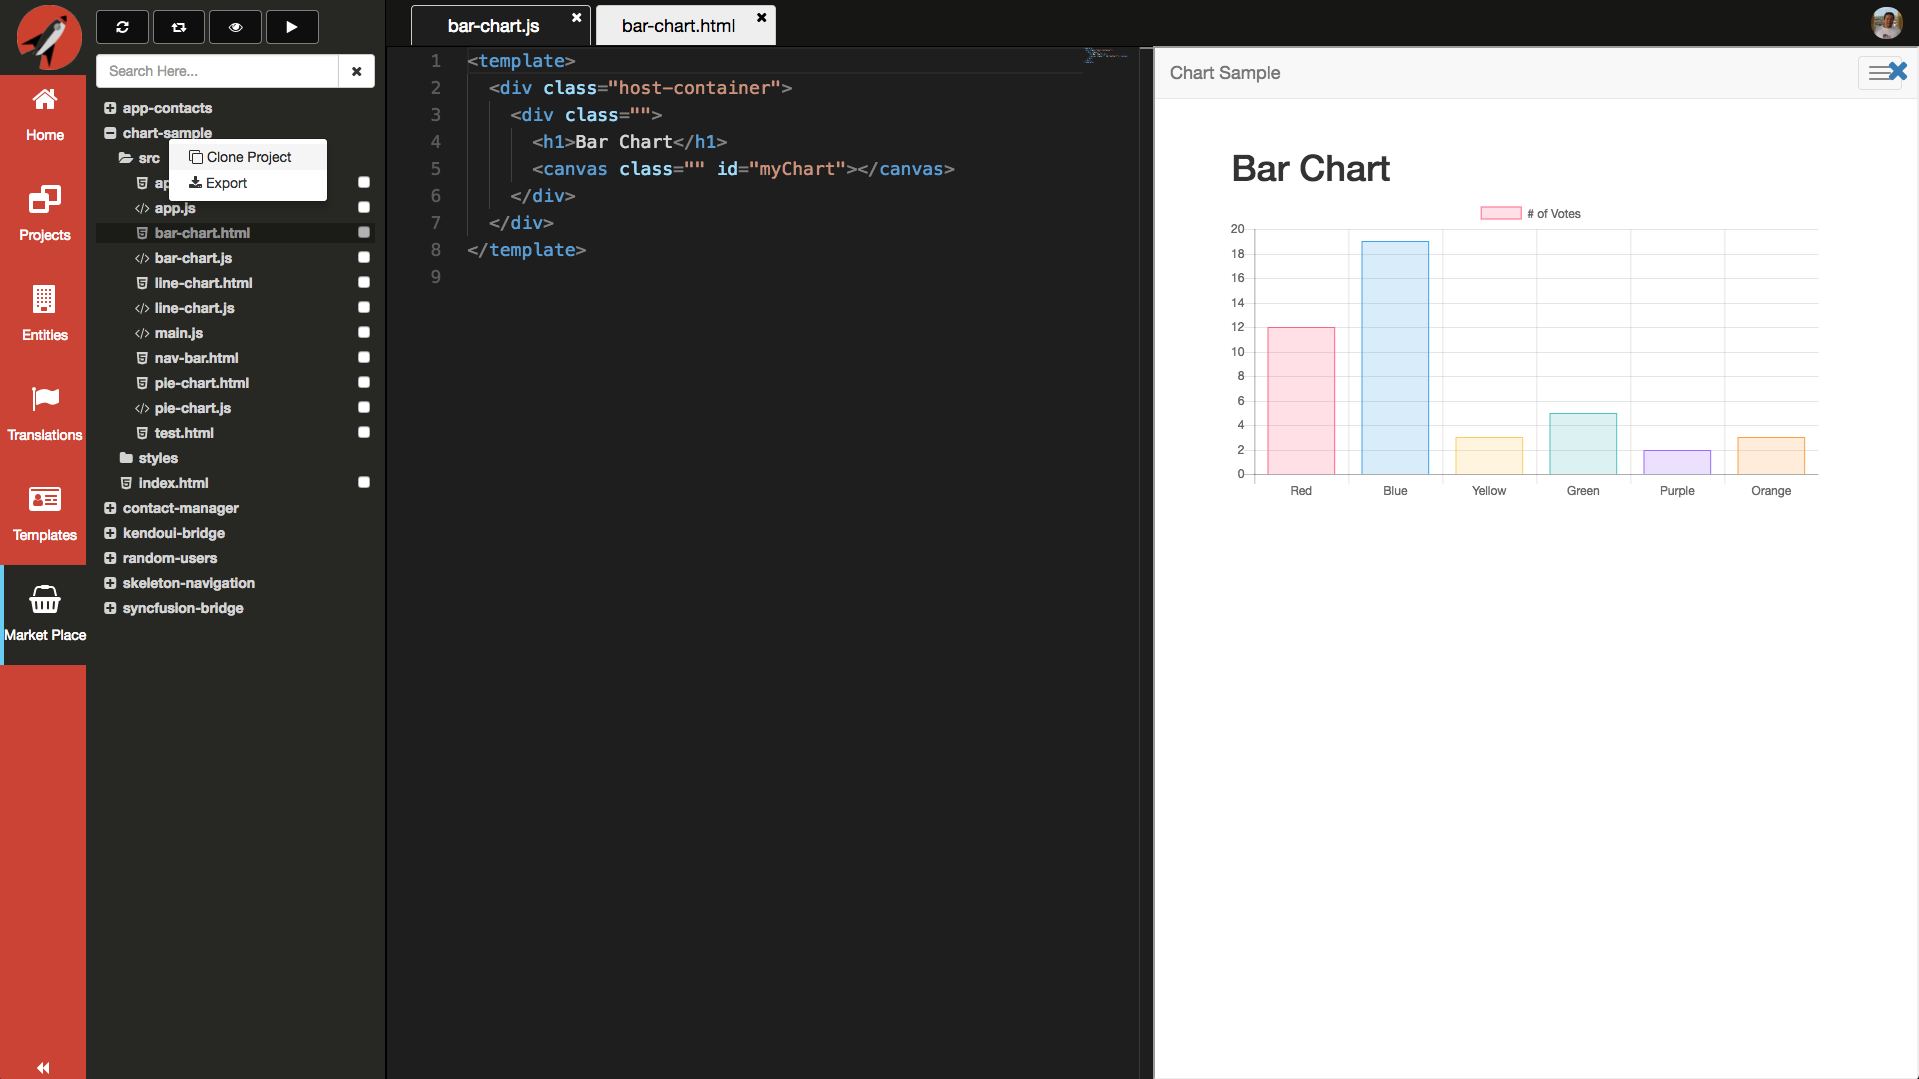 Home
Projects
Entities
Translations
Templates
Market Place
Search Here...
app-contacts
chart-sample
Clone Project
Export
src
ap
app.js
bar-chart.html
bar-chart.js
line-chart.html
line-chart.js
main.js
nav-bar.html
pie-chart.html
pie-chart.js
test.html
styles
index.html
contact-manager
kendoui-bridge
random-users
skeleton-navigation
syncfusion-bridge
bar-chart.js
bar-chart.html
1 <template>
2 <div class="host-container">
3 <div class="">
4 <h1>Bar Chart</h1>
5 <canvas class="" id="myChart"></canvas>
6 </div>
7 </div>
8 </template>
9
Chart Sample
Bar Chart
# of Votes
20
18
16
14
12
10
8
6
4
2
0
Red Blue Yellow Green Purple Orange